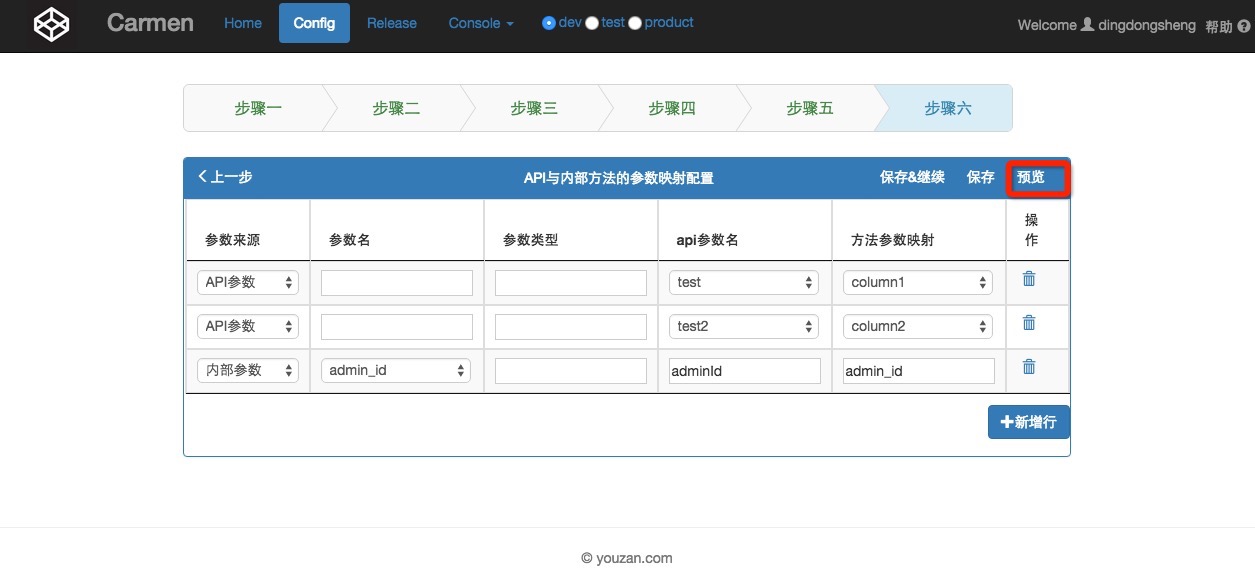 Carmen Home Config Release Console dev test product Welcome dingdongsheng 帮助
步骤一 步骤二 步骤三 步骤四 步骤五 步骤六
上一步 API与内部方法的参数映射配置 保存&继续 保存 预览
参数来源 参数名 参数类型 api参数名 方法参数映射 操
作
API参数 test column1
API参数 test2 column2
内部参数 admin_id adminId admin_id
新增行
© youzan.com